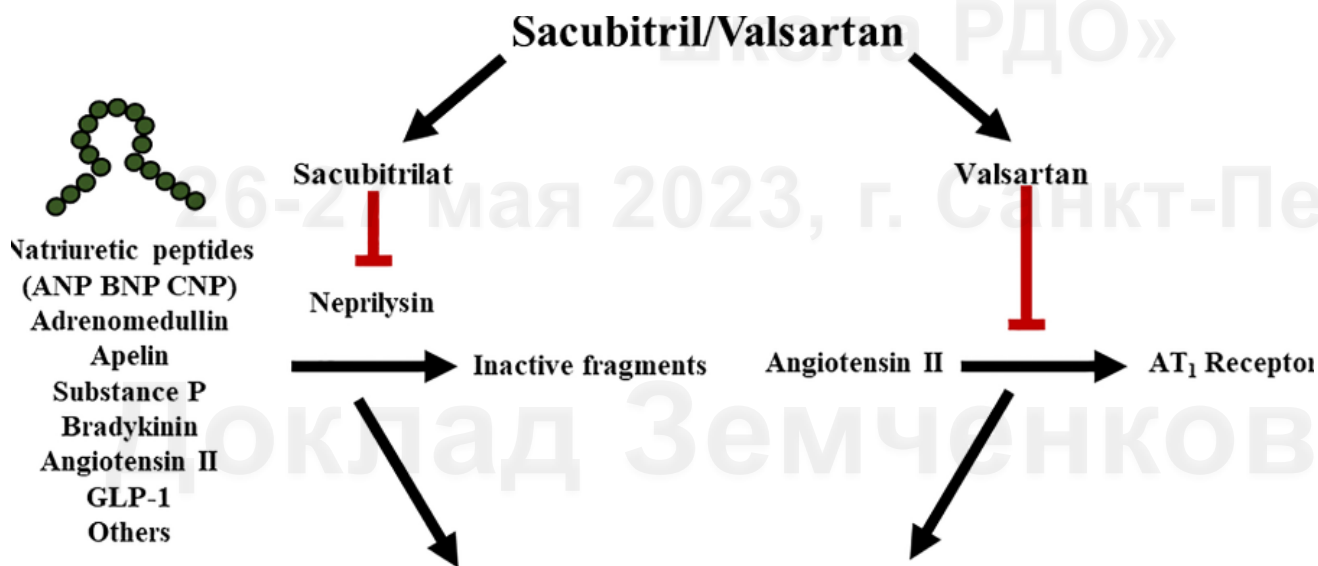 школа РДО»
Sacubitril/Valsartan
Sacubitrilat
Valsartan
26-27 мая 2023, г. Санкт-Пе
Natriuretic peptides
(ANP BNP CNP)
Adrenomedullin
Apelin
Substance P
Bradykinin
Angiotensin II
GLP-1
Others
Neprilysin
Inactive fragments
Angiotensin II
AT₁ Receptor
Доклад Земченков